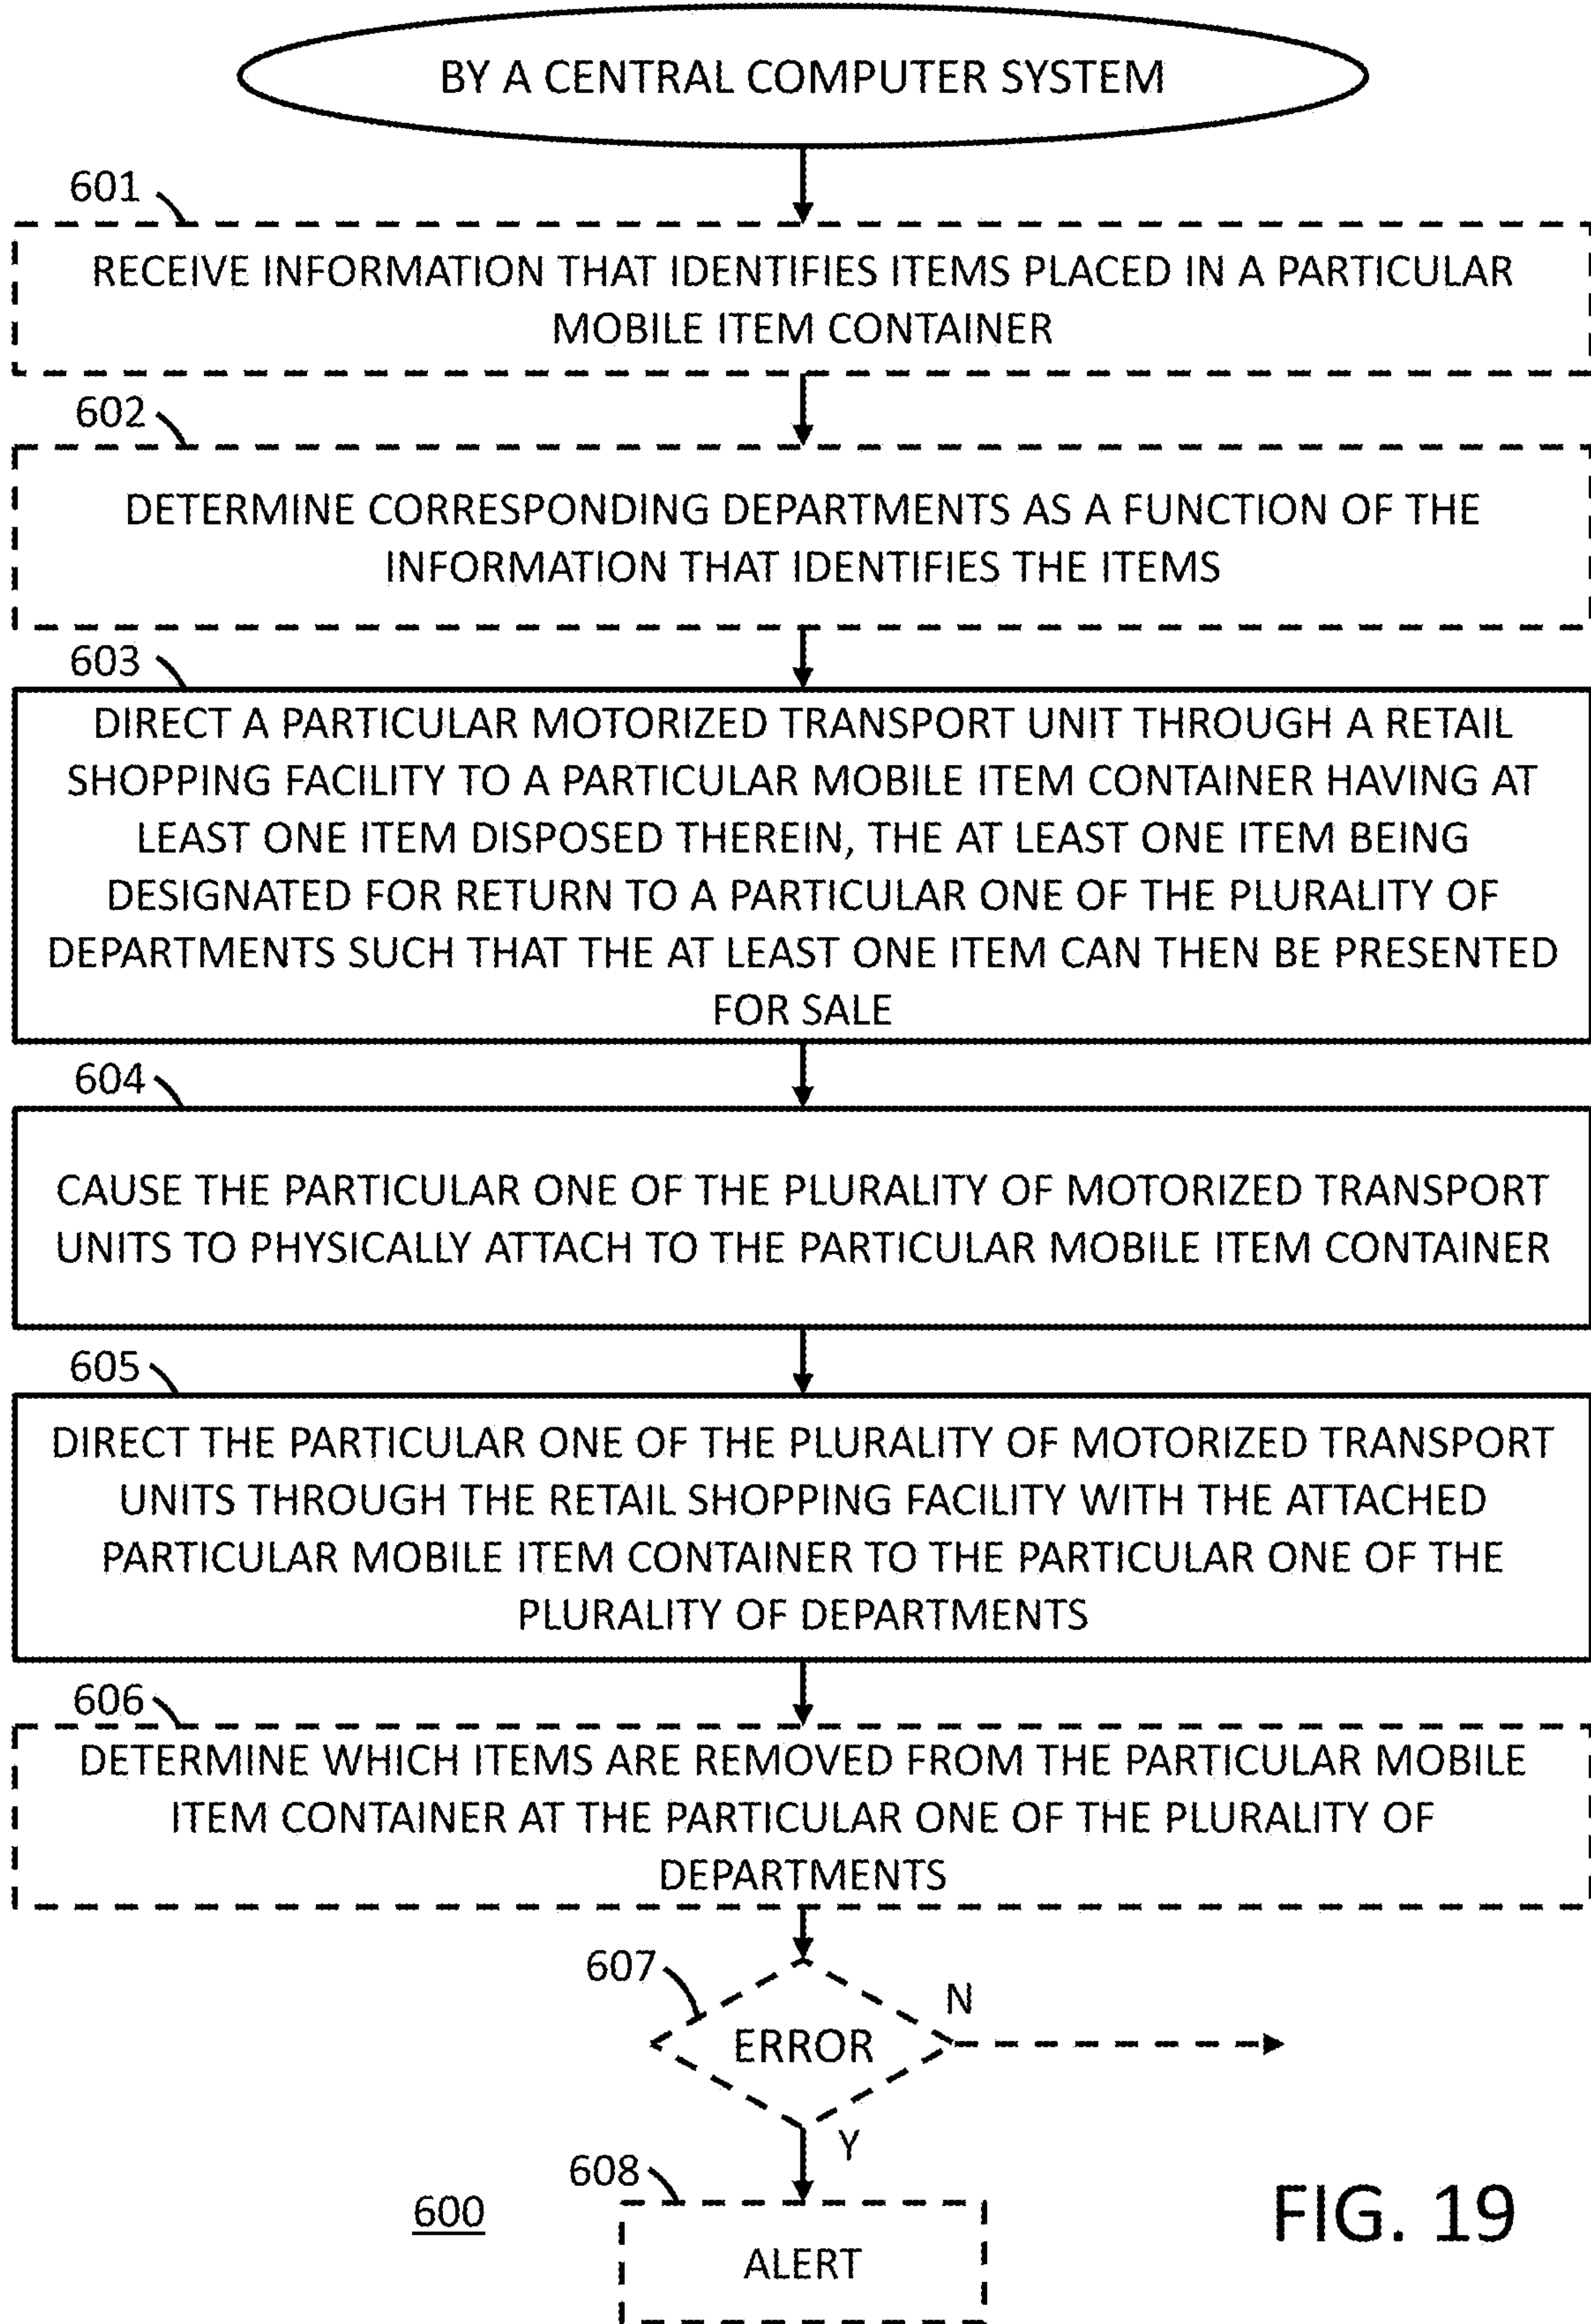 BY A CENTRAL COMPUTER SYSTEM
601
RECEIVE INFORMATION THAT IDENTIFIES ITEMS PLACED IN A PARTICULAR
MOBILE ITEM CONTAINER
602
DETERMINE CORRESPONDING DEPARTMENTS AS A FUNCTION OF THE
INFORMATION THAT IDENTIFIES THE ITEMS
603
DIRECT A PARTICULAR MOTORIZED TRANSPORT UNIT THROUGH A RETAIL
SHOPPING FACILITY TO A PARTICULAR MOBILE ITEM CONTAINER HAVING AT
LEAST ONE ITEM DISPOSED THEREIN, THE AT LEAST ONE ITEM BEING
DESIGNATED FOR RETURN TO A PARTICULAR ONE OF THE PLURALITY OF
DEPARTMENTS SUCH THAT THE AT LEAST ONE ITEM CAN THEN BE PRESENTED
FOR SALE
604
CAUSE THE PARTICULAR ONE OF THE PLURALITY OF MOTORIZED TRANSPORT
UNITS TO PHYSICALLY ATTACH TO THE PARTICULAR MOBILE ITEM CONTAINER
605
DIRECT THE PARTICULAR ONE OF THE PLURALITY OF MOTORIZED TRANSPORT
UNITS THROUGH THE RETAIL SHOPPING FACILITY WITH THE ATTACHED
PARTICULAR MOBILE ITEM CONTAINER TO THE PARTICULAR ONE OF THE
PLURALITY OF DEPARTMENTS
606
DETERMINE WHICH ITEMS ARE REMOVED FROM THE PARTICULAR MOBILE
ITEM CONTAINER AT THE PARTICULAR ONE OF THE PLURALITY OF
DEPARTMENTS
607
N
ERROR
Y
608
600
ALERT
FIG. 19